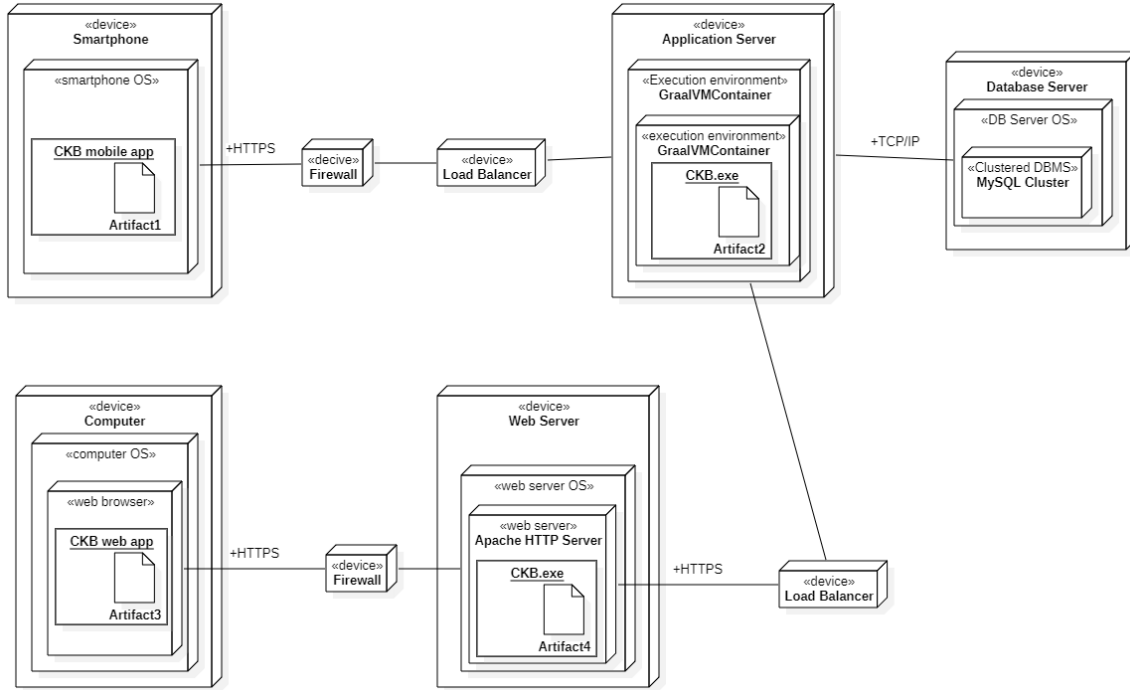 «device»
Smartphone
«smartphone OS»
CKB mobile app
Artifact1
+HTTPS
«decive»
Firewall
«device»
Load Balancer
«device»
Application Server
«Execution environment»
GraalVMContainer
«execution environment»
GraalVMContainer
CKB.exe
Artifact2
+TCP/IP
«device»
Database Server
«DB Server OS»
«Clustered DBMS»
MySQL Cluster
«device»
Computer
«computer OS»
«web browser»
CKB web app
Artifact3
+HTTPS
«device»
Firewall
«device»
Web Server
«web server OS»
«web server»
Apache HTTP Server
CKB.exe
Artifact4
+HTTPS
«device»
Load Balancer